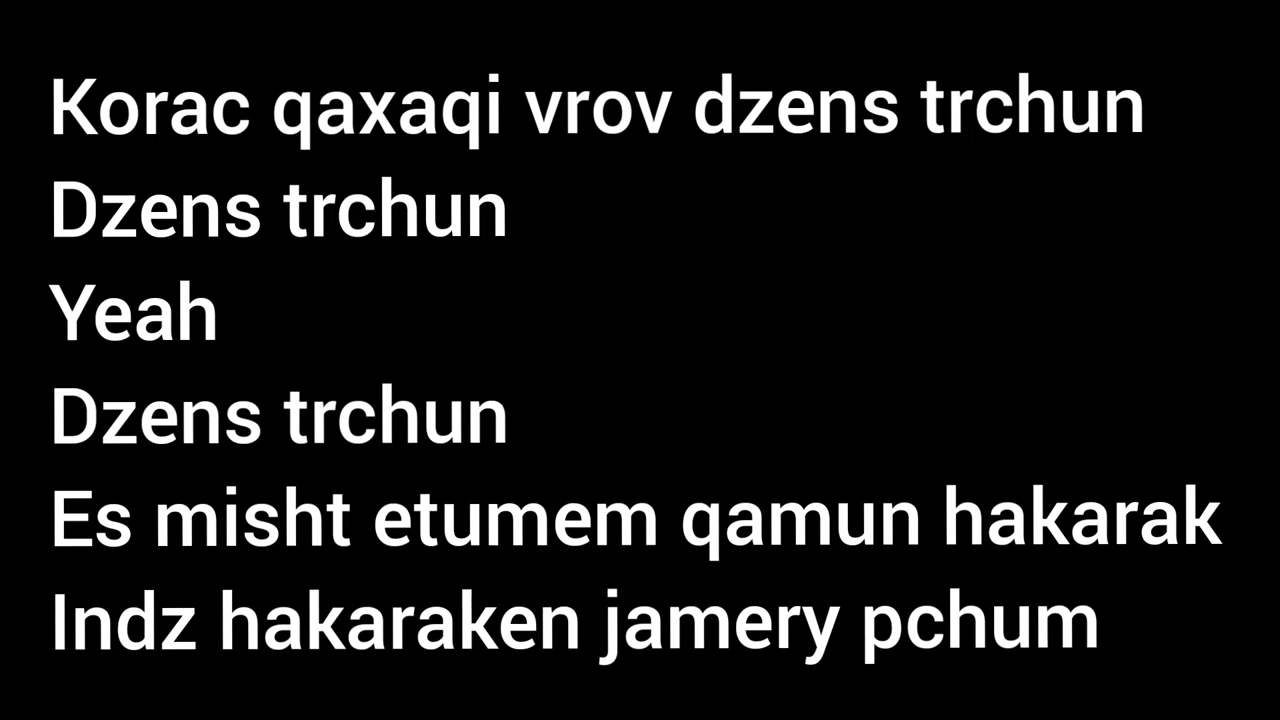 Korac qaxaqi vrov dzens trchun
Dzens trchun
Yeah
Dzens trchun
Es misht etumem qamun hakarak
Indz hakaraken jamery pchum